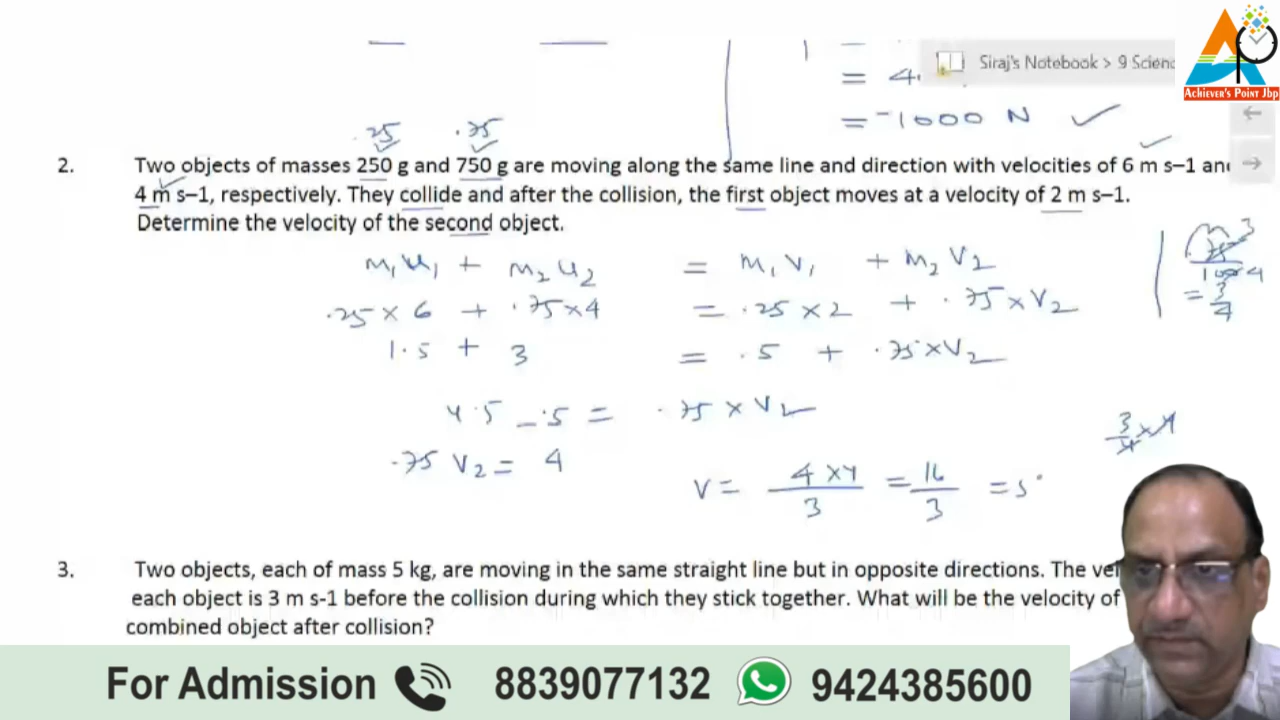 = 4.
Siraj's Notebook > 9 Scienc
ACHIEVER'S POINT JBP
= -1000 N
.25 .75
2. Two objects of masses 250 g and 750 g are moving along the same line and direction with velocities of 6 m s–1 an
4 m s–1, respectively. They collide and after the collision, the first object moves at a velocity of 2 m s–1.
Determine the velocity of the second object.
m₁u₁ + m₂u₂ = m₁v₁ + m₂v₂
.25 × 6 + .75×4 = .25 × 2 + .75×v₂
1.5 + 3 = .5 + .75×v₂
4.5 - .5 = .75 × v₂
.75 v₂ = 4
v = 4×4/3 = 16/3 = 5.
= 3/4
3/4 × 4
3. Two objects, each of mass 5 kg, are moving in the same straight line but in opposite directions. The ve
each object is 3 m s-1 before the collision during which they stick together. What will be the velocity of
combined object after collision?
For Admission 8839077132 9424385600